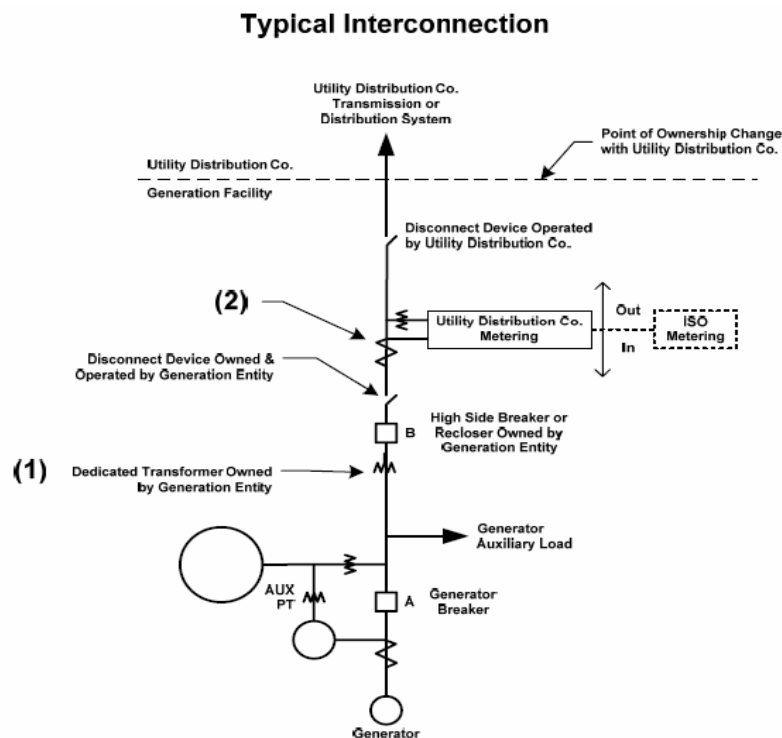 Typical Interconnection
Utility Distribution Co.
Transmission or
Distribution System
Point of Ownership Change
with Utility Distribution Co.
Utility Distribution Co.
Generation Facility
Disconnect Device Operated
by Utility Distribution Co.
(2)
Out
Utility Distribution Co.
Metering
ISO
Metering
In
Disconnect Device Owned &
Operated by Generation Entity
B
High Side Breaker or
Recloser Owned by
Generation Entity
(1)
Dedicated Transformer Owned
by Generation Entity
Generator
Auxiliary Load
AUX
PT
A
Generator
Breaker
Generator